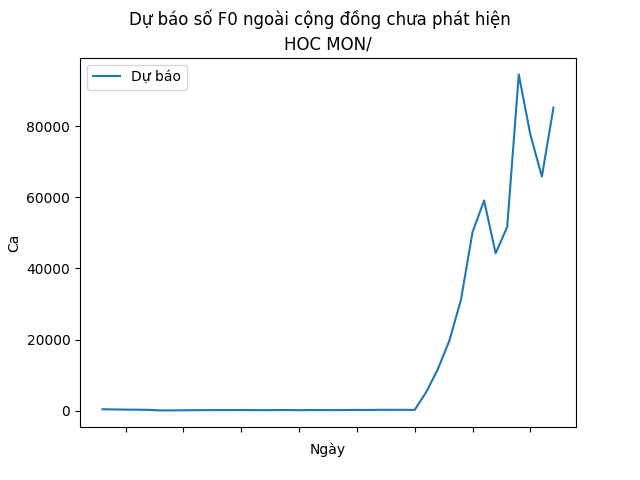 Dự báo số F0 ngoài cộng đồng chưa phát hiện
HOC MON/
Dự báo
80000
60000
40000
20000
0
Ca
Ngày